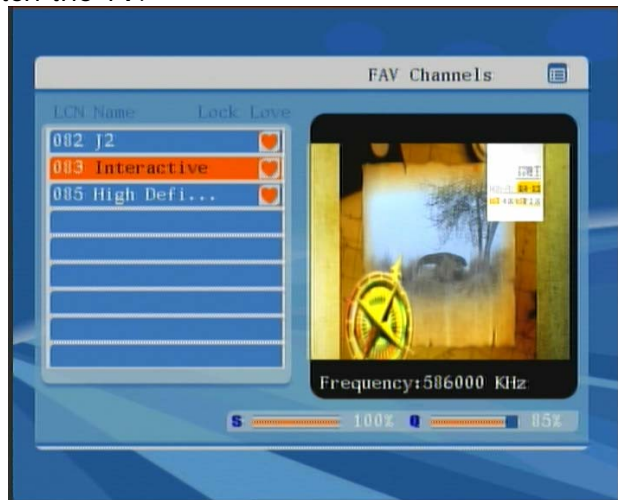 FAV Channels
LCN Name Lock Love
082 J2
083 Interactive
085 High Defi...
Frequency:586000 KHz
S 100% Q 85%